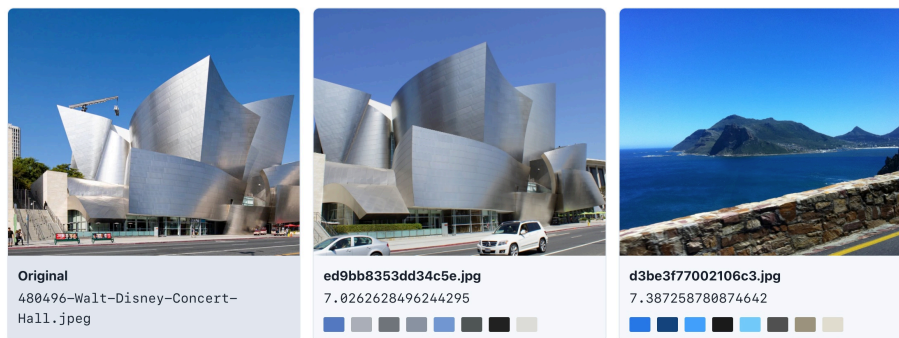 Original
480496-Walt-Disney-Concert-
Hall.jpeg
ed9bb8353dd34c5e.jpg
7.0262628496244295
d3be3f77002106c3.jpg
7.387258780874642